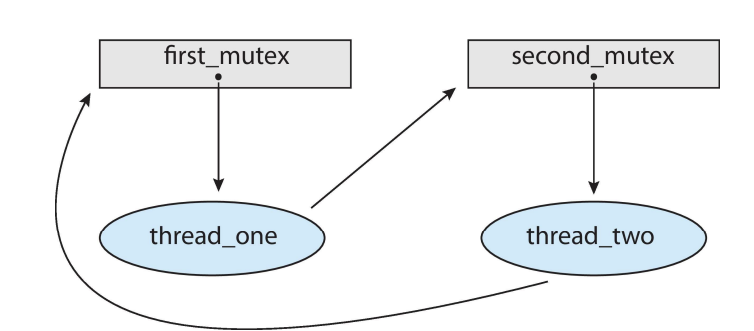 first_mutex
second_mutex
thread_one
thread_two